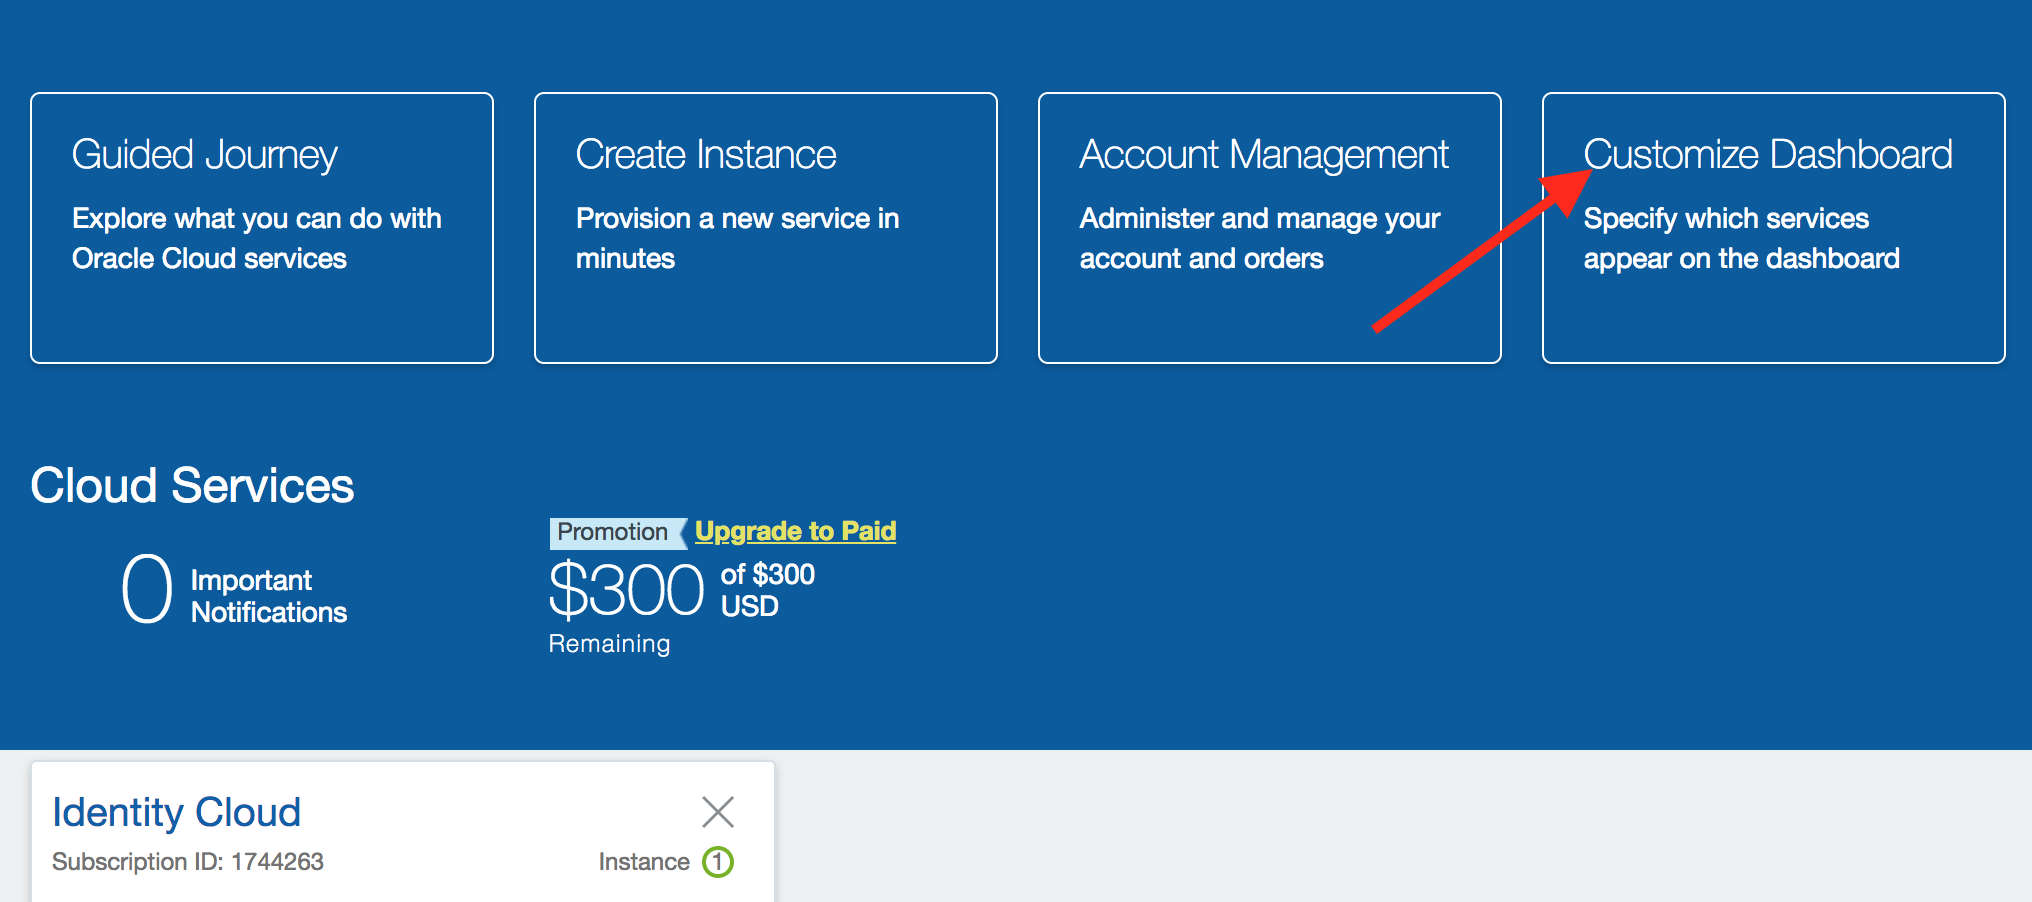 Guided Journey
Explore what you can do with
Oracle Cloud services
Create Instance
Provision a new service in
minutes
Account Management
Administer and manage your
account and orders
Customize Dashboard
Specify which services
appear on the dashboard
Cloud Services
0 Important
Notifications
Promotion Upgrade to Paid
$300 of $300
USD
Remaining
Identity Cloud
Subscription ID: 1744263
Instance 1